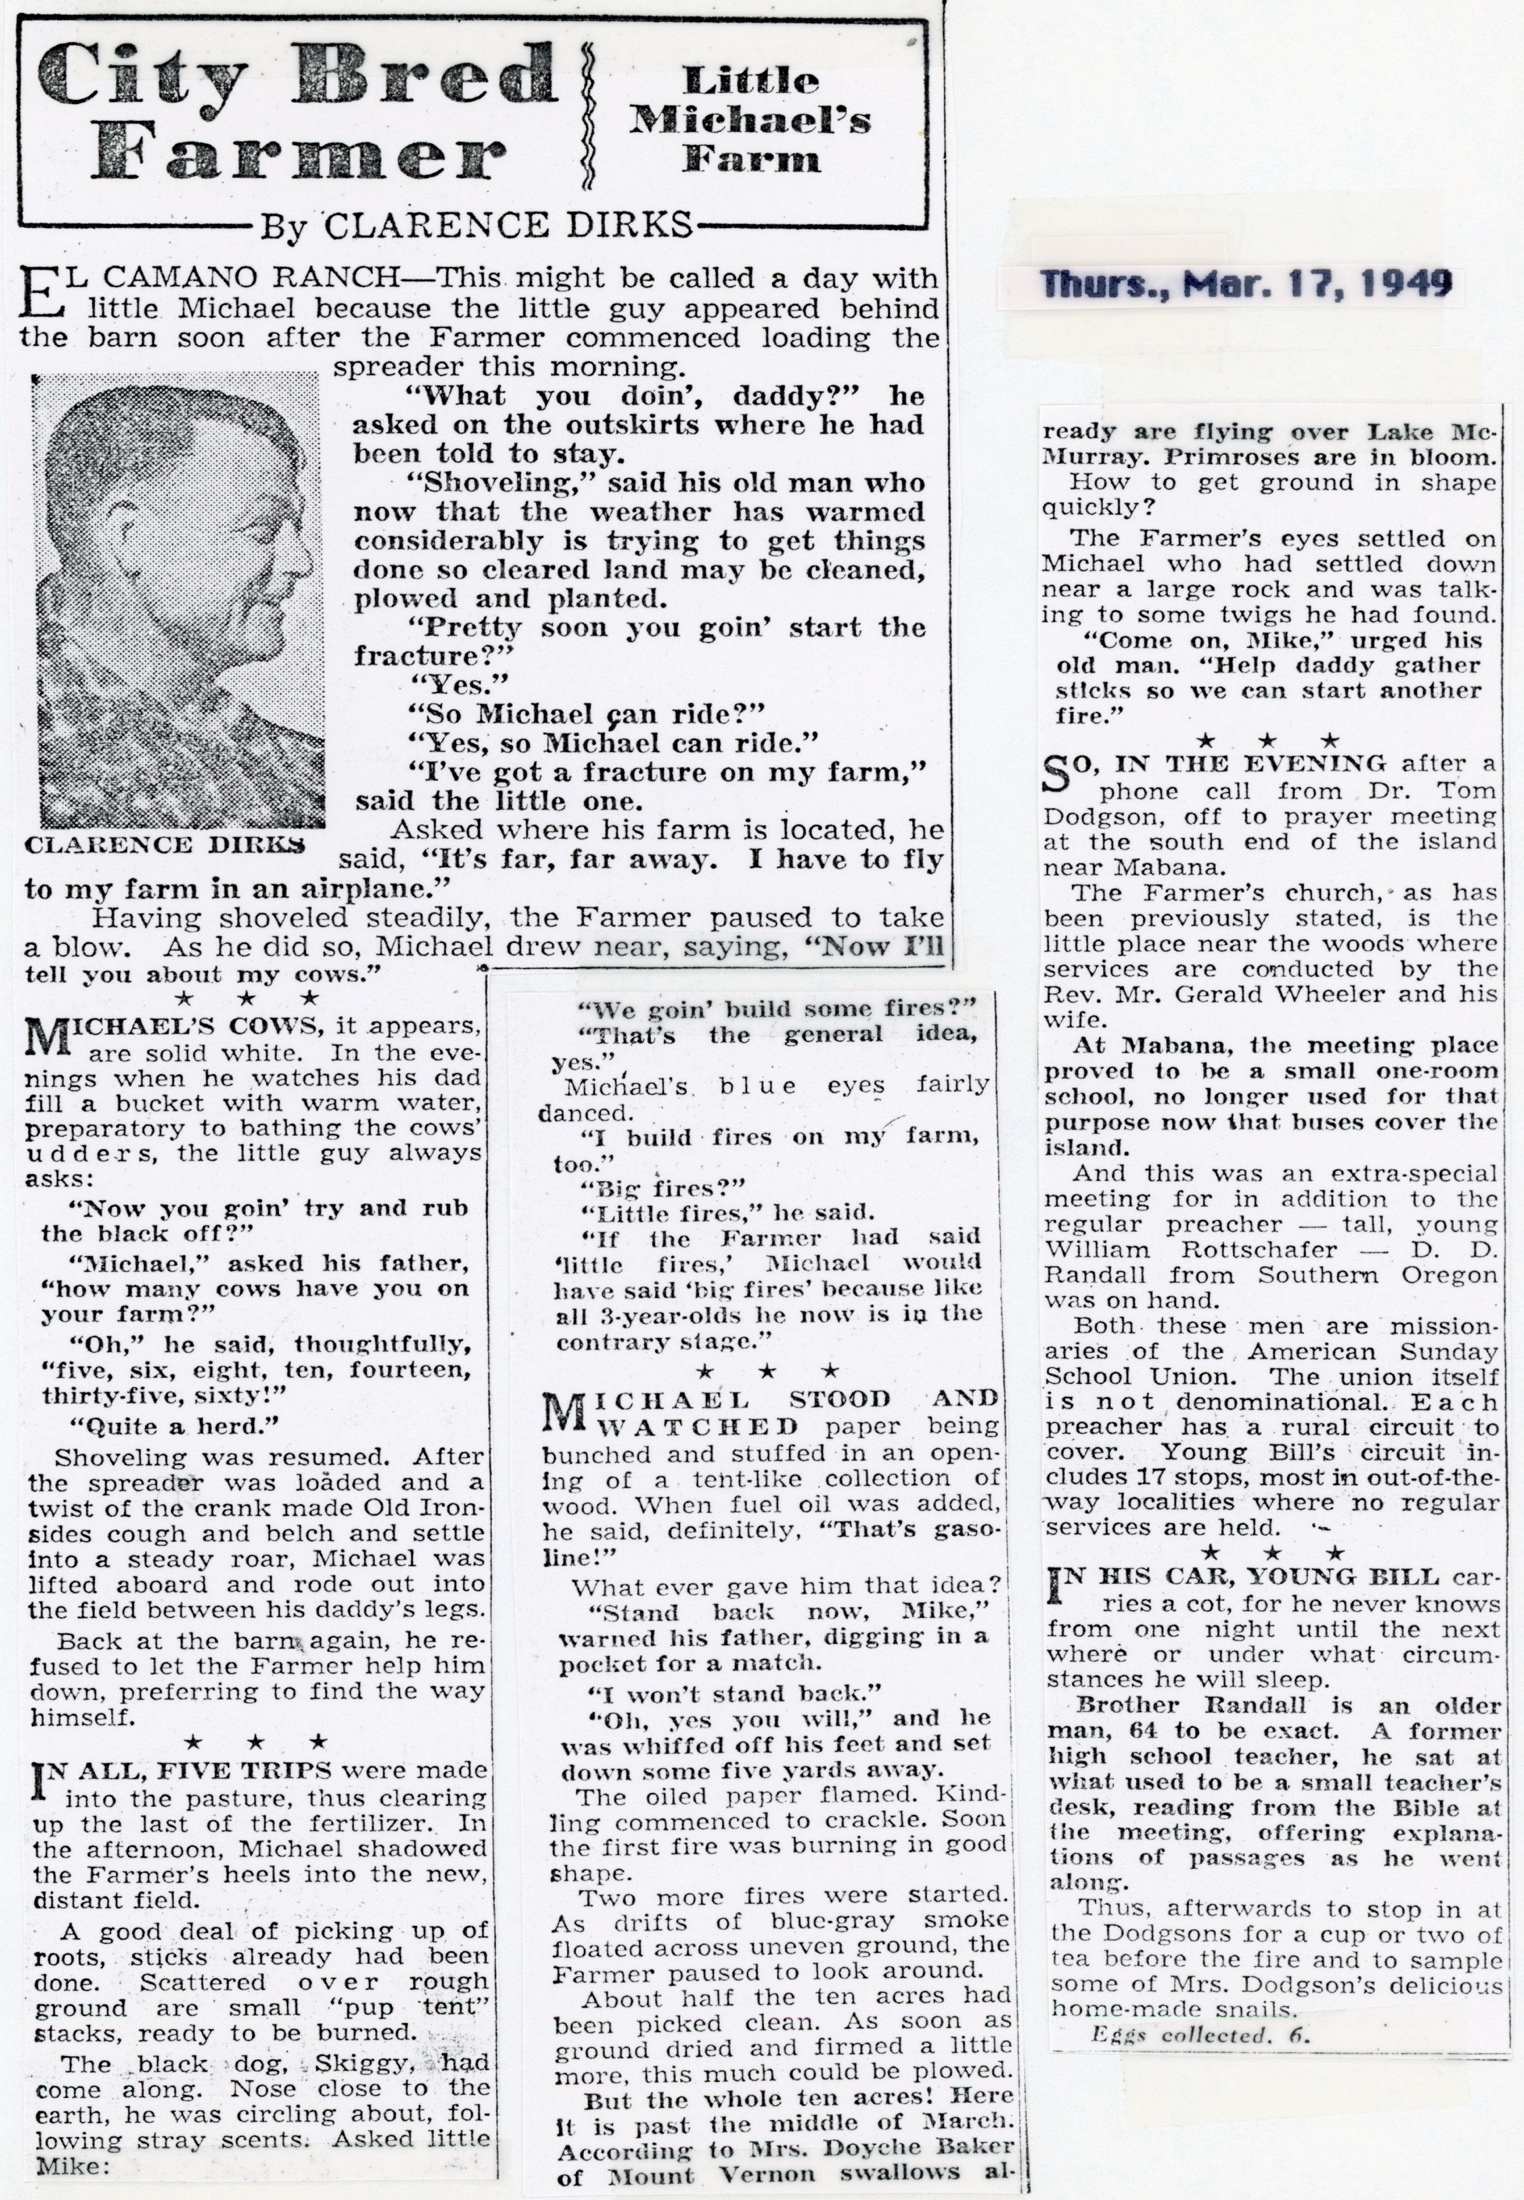 City Bred
Farmer
Little
Michael's
Farm
By CLARENCE DIRKS
EL CAMANO RANCH—This might be called a day with
little Michael because the little guy appeared behind
the barn soon after the Farmer commenced loading the
spreader this morning.
"What you doin', daddy?" he
asked on the outskirts where he had
been told to stay.
"Shoveling," said his old man who
now that the weather has warmed
considerably is trying to get things
done so cleared land may be cleaned,
plowed and planted.
"Pretty soon you goin' start the
fracture?"
"Yes."
"So Michael can ride?"
"Yes, so Michael can ride."
"I've got a fracture on my farm,"
said the little one.
CLARENCE DIRKS
Asked where his farm is located, he
said, "It's far, far away. I have to fly
to my farm in an airplane."
Having shoveled steadily, the Farmer paused to take
a blow. As he did so, Michael drew near, saying, "Now I'll
tell you about my cows."
★ ★ ★
MICHAEL'S COWS, it appears,
are solid white. In the eve-
nings when he watches his dad
fill a bucket with warm water,
preparatory to bathing the cows'
udders, the little guy always
asks:
"Now you goin' try and rub
the black off?"
"Michael," asked his father,
"how many cows have you on
your farm?"
"Oh," he said, thoughtfully,
"five, six, eight, ten, fourteen,
thirty-five, sixty!"
"Quite a herd."
Shoveling was resumed. After
the spreader was loaded and a
twist of the crank made Old Iron-
sides cough and belch and settle
into a steady roar, Michael was
lifted aboard and rode out into
the field between his daddy's legs.
Back at the barn again, he re-
fused to let the Farmer help him
down, preferring to find the way
himself.
★ ★ ★
IN ALL, FIVE TRIPS were made
into the pasture, thus clearing
up the last of the fertilizer. In
the afternoon, Michael shadowed
the Farmer's heels into the new,
distant field.
A good deal of picking up of
roots, sticks already had been
done. Scattered over rough
ground are small "pup tent"
stacks, ready to be burned.
The black dog, Skiggy, had
come along. Nose close to the
earth, he was circling about, fol-
lowing stray scents. Asked little
Mike:
"We goin' build some fires?"
"That's the general idea,
yes."
Michael's blue eyes fairly
danced.
"I build fires on my farm,
too."
"Big fires?"
"Little fires," he said.
"If the Farmer had said
'little fires,' Michael would
have said 'big fires' because like
all 3-year-olds he now is in the
contrary stage."
★ ★ ★
MICHAEL STOOD AND
WATCHED paper being
bunched and stuffed in an open-
ing of a tent-like collection of
wood. When fuel oil was added,
he said, definitely, "That's gaso-
line!"
What ever gave him that idea?
"Stand back now, Mike,"
warned his father, digging in a
pocket for a match.
"I won't stand back."
"Oh, yes you will," and he
was whiffed off his feet and set
down some five yards away.
The oiled paper flamed. Kind-
ling commenced to crackle. Soon
the first fire was burning in good
shape.
Two more fires were started.
As drifts of blue-gray smoke
floated across uneven ground, the
Farmer paused to look around.
About half the ten acres had
been picked clean. As soon as
ground dried and firmed a little
more, this much could be plowed.
But the whole ten acres! Here
it is past the middle of March.
According to Mrs. Doyche Baker
of Mount Vernon swallows al-
Thurs., Mar. 17, 1949
ready are flying over Lake Mc-
Murray. Primroses are in bloom.
How to get ground in shape
quickly?
The Farmer's eyes settled on
Michael who had settled down
near a large rock and was talk-
ing to some twigs he had found.
"Come on, Mike," urged his
old man. "Help daddy gather
sticks so we can start another
fire."
★ ★ ★
SO, IN THE EVENING after a
phone call from Dr. Tom
Dodgson, off to prayer meeting
at the south end of the island
near Mabana.
The Farmer's church, as has
been previously stated, is the
little place near the woods where
services are conducted by the
Rev. Mr. Gerald Wheeler and his
wife.
At Mabana, the meeting place
proved to be a small one-room
school, no longer used for that
purpose now that buses cover the
island.
And this was an extra-special
meeting for in addition to the
regular preacher — tall, young
William Rottschafer — D. D.
Randall from Southern Oregon
was on hand.
Both these men are mission-
aries of the American Sunday
School Union. The union itself
is not denominational. Each
preacher has a rural circuit to
cover. Young Bill's circuit in-
cludes 17 stops, most in out-of-the-
way localities where no regular
services are held.
★ ★ ★
IN HIS CAR, YOUNG BILL car-
ries a cot, for he never knows
from one night until the next
where or under what circum-
stances he will sleep.
Brother Randall is an older
man, 64 to be exact. A former
high school teacher, he sat at
what used to be a small teacher's
desk, reading from the Bible at
the meeting, offering explana-
tions of passages as he went
along.
Thus, afterwards to stop in at
the Dodgsons for a cup or two of
tea before the fire and to sample
some of Mrs. Dodgson's delicious
home-made snails.
Eggs collected. 6.